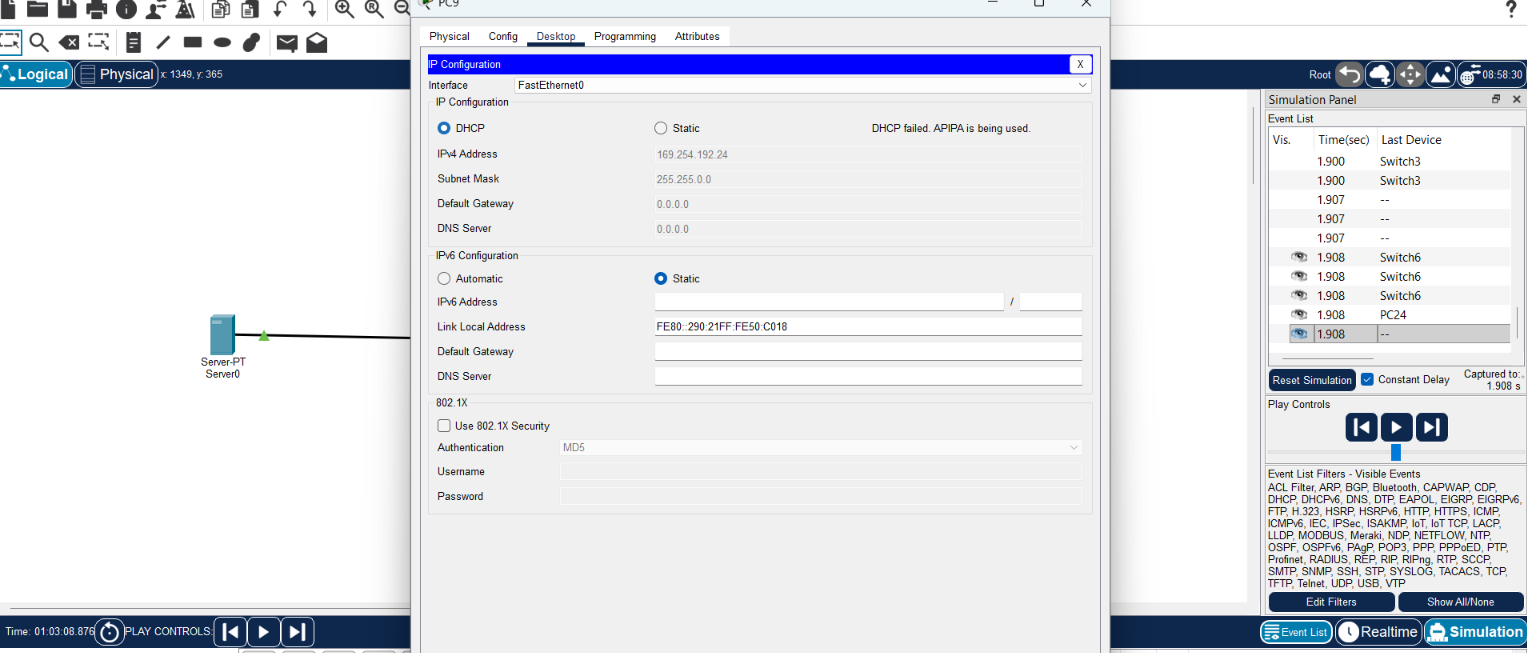 PC9
Physical Config Desktop Programming Attributes
Logical Physical x: 1349, y: 365
Root 08:58:30
IP Configuration X
Interface FastEthernet0
IP Configuration
DHCP Static DHCP failed. APIPA is being used.
IPv4 Address 169.254.192.24
Subnet Mask 255.255.0.0
Default Gateway 0.0.0.0
DNS Server 0.0.0.0
IPv6 Configuration
Automatic Static
IPv6 Address /
Link Local Address FE80::290:21FF:FE50:C018
Default Gateway
DNS Server
802.1X
Use 802.1X Security
Authentication MD5
Username
Password
Server-PT
Server0
Simulation Panel
Event List
Vis. Time(sec) Last Device
1.900 Switch3
1.900 Switch3
1.907 --
1.907 --
1.907 --
1.908 Switch6
1.908 Switch6
1.908 Switch6
1.908 PC24
1.908 --
Reset Simulation Constant Delay Captured to:
1.908 s
Play Controls
Event List Filters - Visible Events
ACL Filter, ARP, BGP, Bluetooth, CAPWAP, CDP,
DHCP, DHCPv6, DNS, DTP, EAPOL, EIGRP, EIGRPv6,
FTP, H.323, HSRP, HSRPv6, HTTP, HTTPS, ICMP,
ICMPv6, IEC, IPSec, ISAKMP, IoT, IoT TCP, LACP,
LLDP, MODBUS, Meraki, NDP, NETFLOW, NTP,
OSPF, OSPFv6, PAgP, POP3, PPP, PPPoED, PTP,
Profinet, RADIUS, REP, RIP, RIPng, RTP, SCCP,
SMTP, SNMP, SSH, STP, SYSLOG, TACACS, TCP,
TFTP, Telnet, UDP, USB, VTP
Edit Filters Show All/None
Time: 01:03:08.876 PLAY CONTROLS:
Event List Realtime Simulation